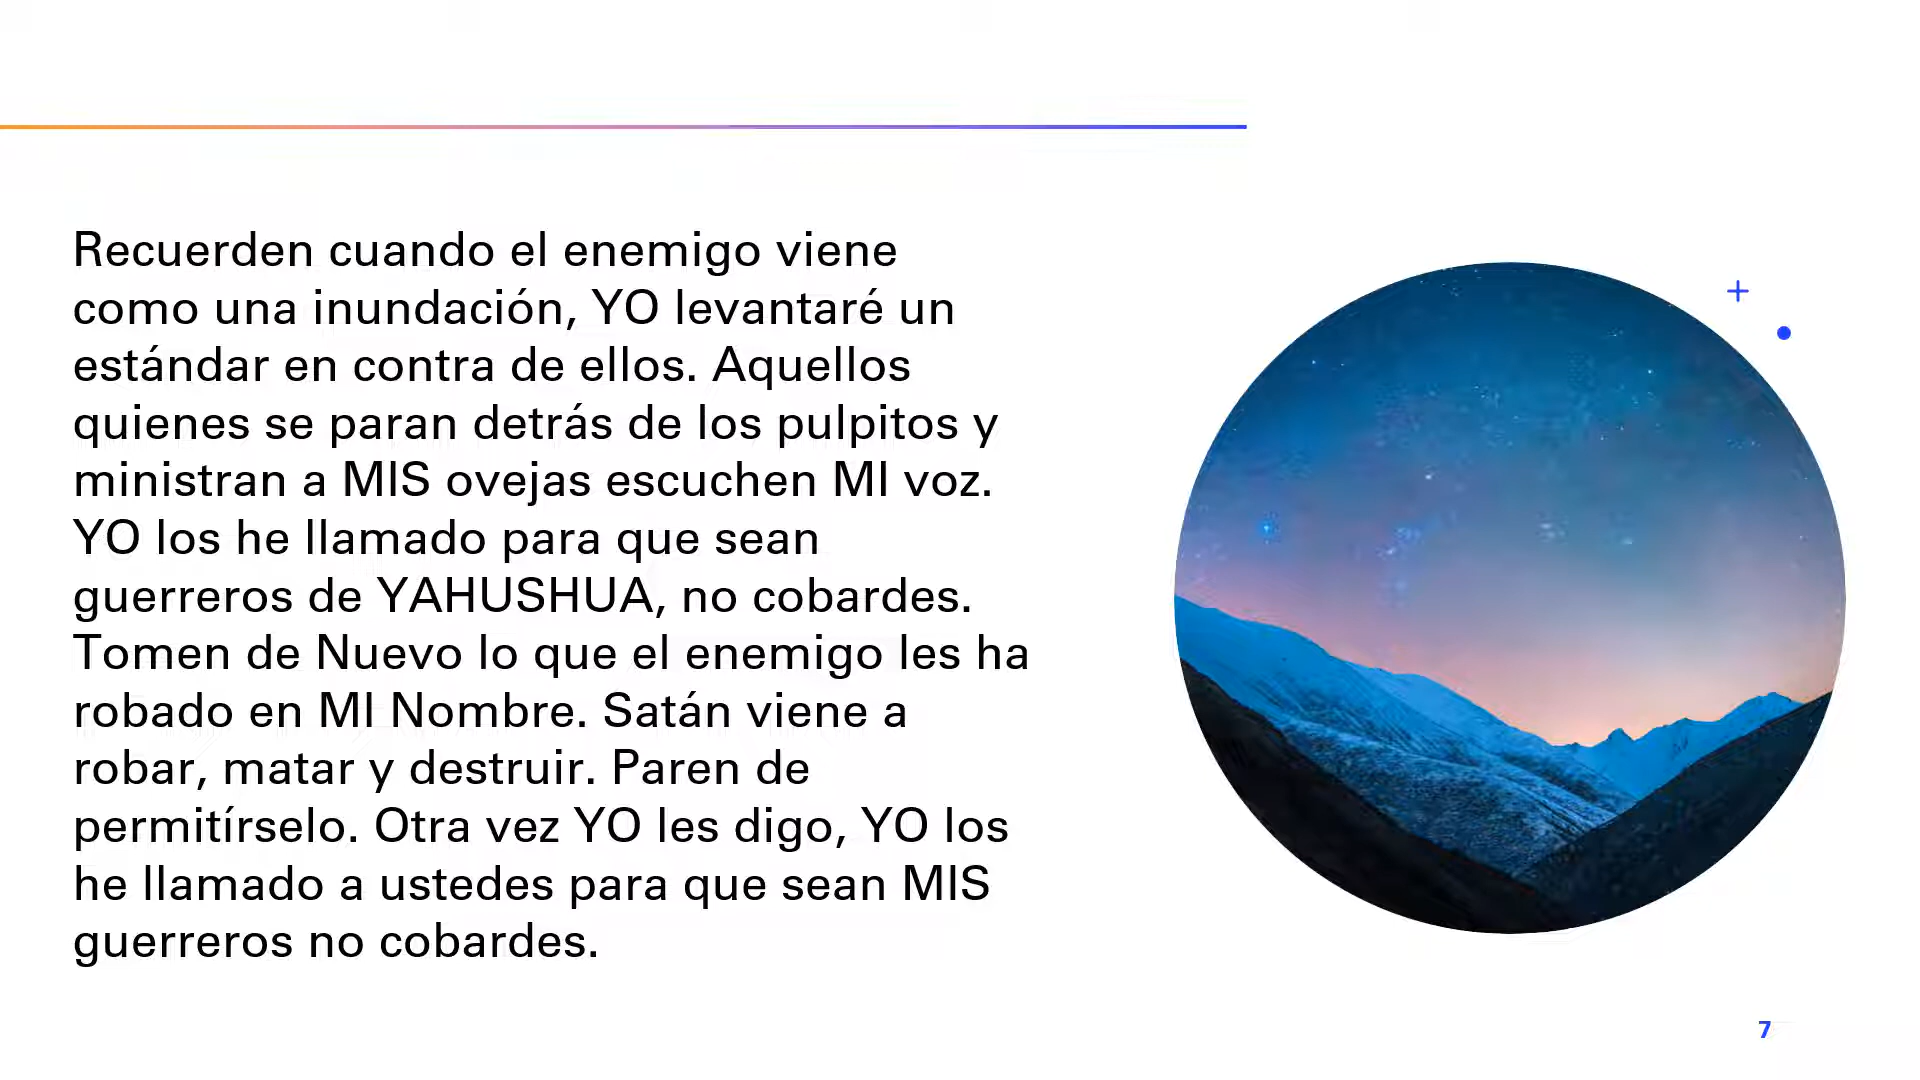 Recuerden cuando el enemigo viene
como una inundación, YO levantaré un
estándar en contra de ellos. Aquellos
quienes se paran detrás de los pulpitos y
ministran a MIS ovejas escuchen MI voz.
YO los he llamado para que sean
guerreros de YAHUSHUA, no cobardes.
Tomen de Nuevo lo que el enemigo les ha
robado en MI Nombre. Satán viene a
robar, matar y destruir. Paren de
permitírselo. Otra vez YO les digo, YO los
he llamado a ustedes para que sean MIS
guerreros no cobardes.
7